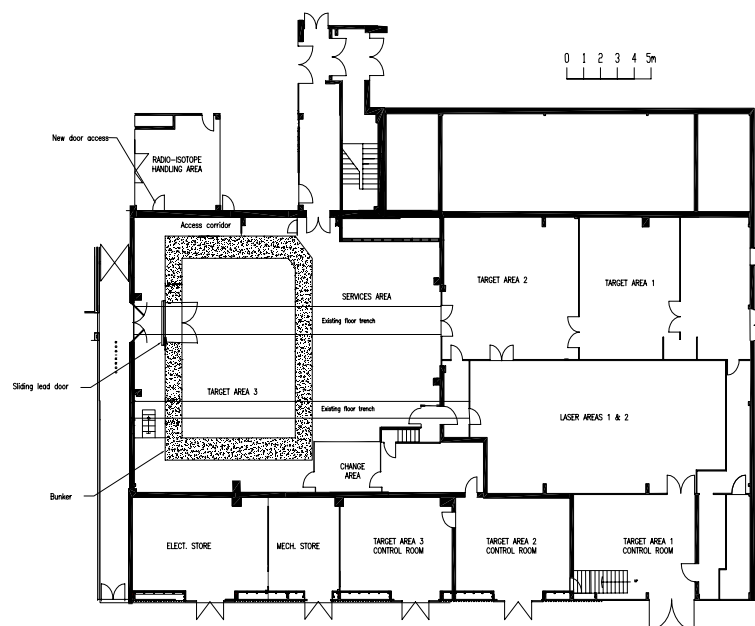 0 1 2 3 4 5m
New door access
RADIO-ISOTOPE
HANDLING AREA
Access corridor
SERVICES AREA
TARGET AREA 2
TARGET AREA 1
Existing floor trench
Sliding lead door
TARGET AREA 3
Existing floor trench
LASER AREAS 1 & 2
CHANGE
AREA
Bunker
ELECT. STORE
MECH. STORE
TARGET AREA 3
CONTROL ROOM
TARGET AREA 2
CONTROL ROOM
TARGET AREA 1
CONTROL ROOM